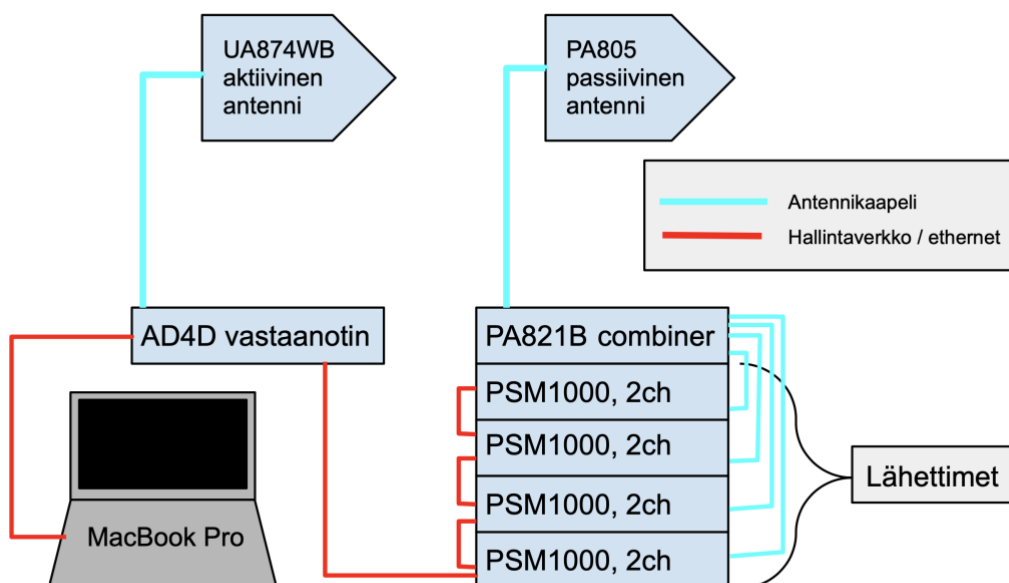 UA874WB
aktiivinen
antenni
PA805
passiivinen
antenni
Antennikaapeli
Hallintaverkko / ethernet
AD4D vastaanotin
PA821B combiner
PSM1000, 2ch
PSM1000, 2ch
PSM1000, 2ch
PSM1000, 2ch
Lähettimet
MacBook Pro